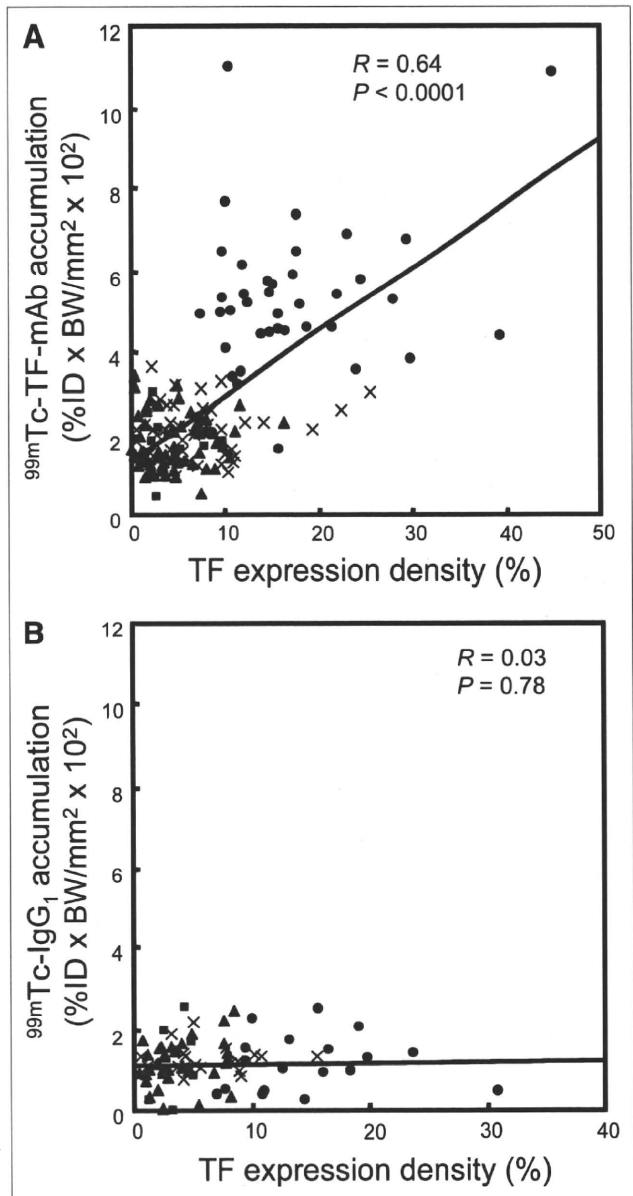 A
R = 0.64
P < 0.0001
99mTc-TF-mAb accumulation
(%ID x BW/mm² x 10²)
12
10
8
6
4
2
0
0 10 20 30 40 50
TF expression density (%)
B
R = 0.03
P = 0.78
99mTc-IgG₁ accumulation
(%ID x BW/mm² x 10²)
12
10
8
6
4
2
0
0 10 20 30 40
TF expression density (%)